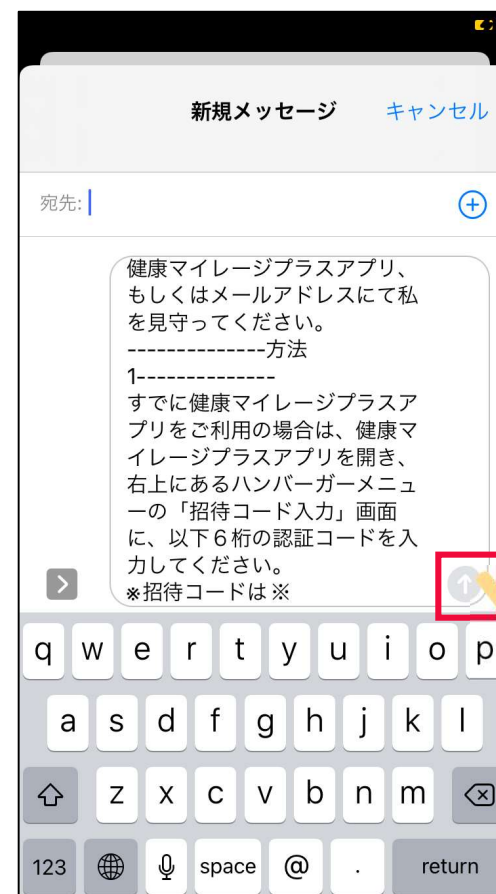 新規メッセージ
キャンセル
宛先:
健康マイレージプラスアプリ、
もしくはメールアドレスにて私
を見守ってください。
--------------方法
1--------------
すでに健康マイレージプラスア
プリをご利用の場合は、健康マ
イレージプラスアプリを開き、
右上にあるハンバーガーメニュ
ーの「招待コード入力」画面
に、以下６桁の認証コードを入
力してください。
※招待コードは※
q w e r t y u i o p
a s d f g h j k l
z x c v b n m
123 space @ . return